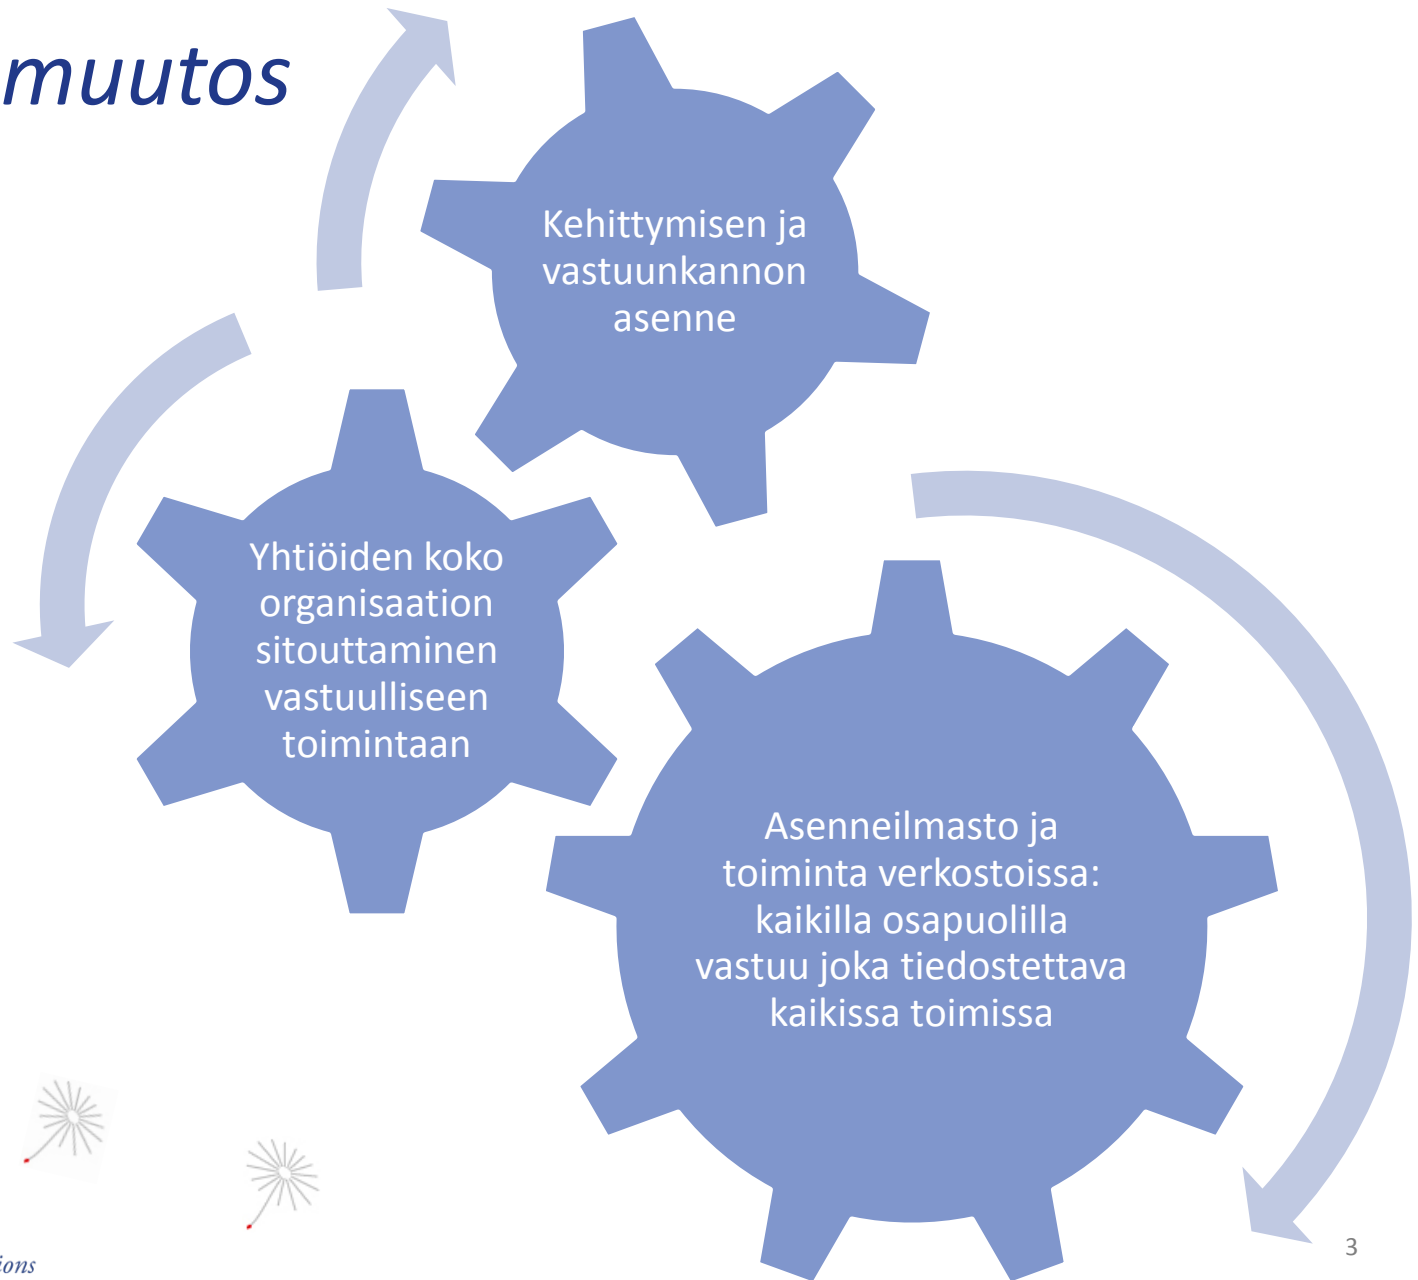 muutos
Kehittymisen ja
vastuunkannon
asenne
Yhtiöiden koko
organisaation
sitouttaminen
vastuulliseen
toimintaan
Asenneilmasto ja
toiminta verkostoissa:
kaikilla osapuolilla
vastuu joka tiedostettava
kaikissa toimissa
ions
3